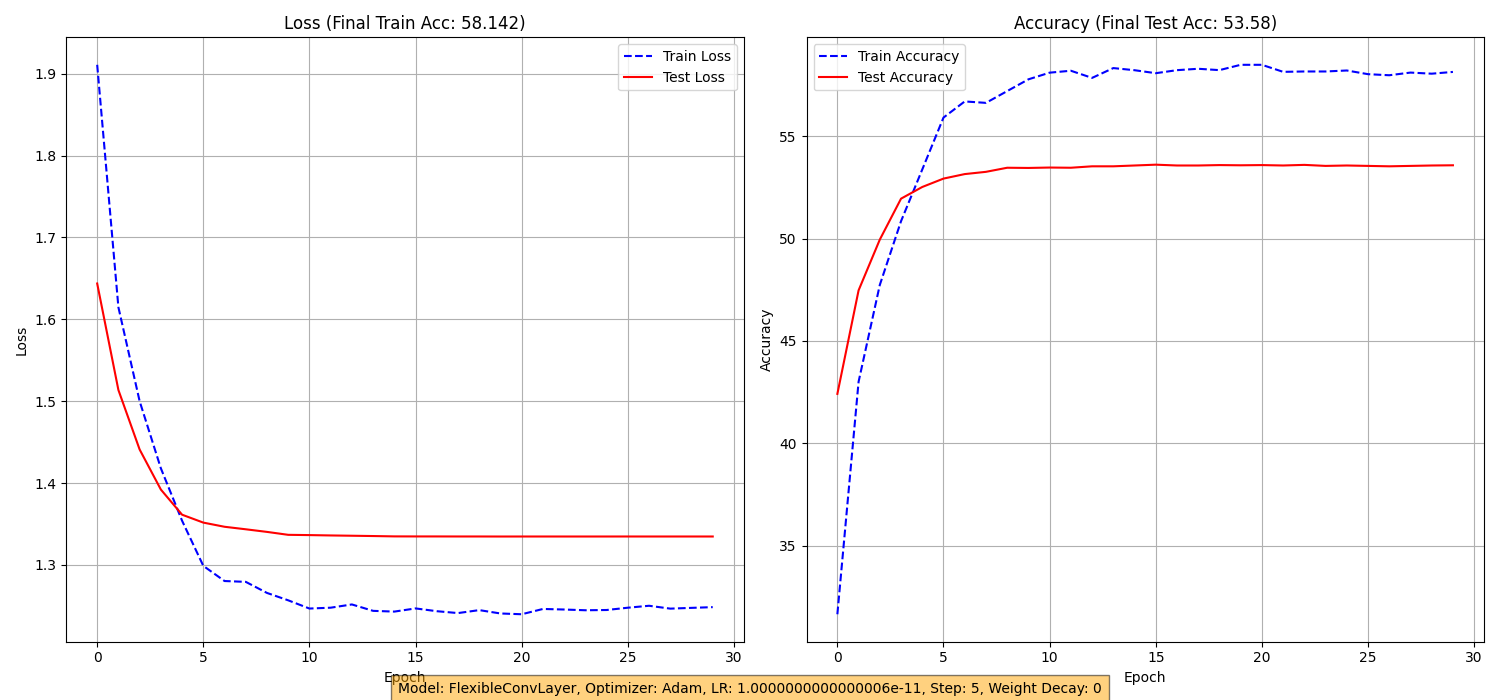 Loss (Final Train Acc: 58.142)
Train Loss
Test Loss
1.9
1.8
1.7
1.6
1.5
1.4
1.3
Loss
0 5 10 15 20 25 30
Epoch
Accuracy (Final Test Acc: 53.58)
Train Accuracy
Test Accuracy
55
50
45
40
35
Accuracy
0 5 10 15 20 25 30
Epoch
Model: FlexibleConvLayer, Optimizer: Adam, LR: 1.0000000000000006e-11, Step: 5, Weight Decay: 0